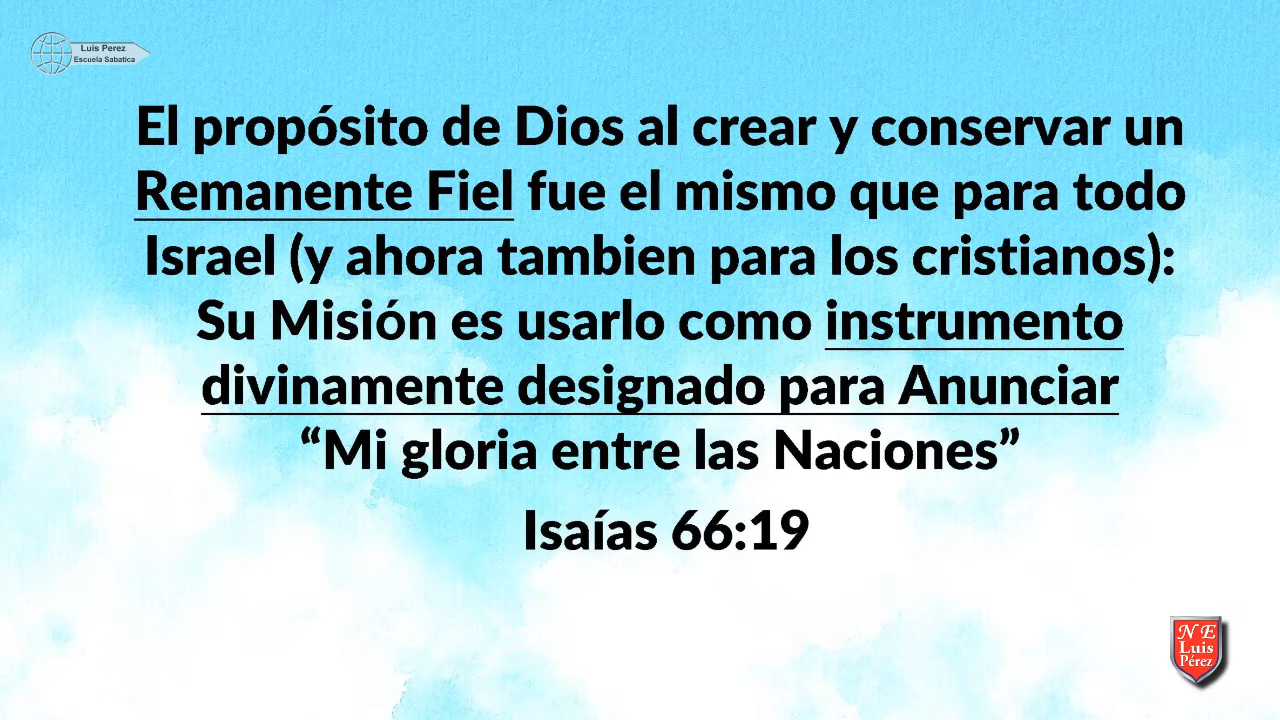 Luis Perez
Escuela Sabatica
El propósito de Dios al crear y conservar un
Remanente Fiel fue el mismo que para todo
Israel (y ahora tambien para los cristianos):
Su Misión es usarlo como instrumento
divinamente designado para Anunciar
“Mi gloria entre las Naciones”
Isaías 66:19
N E
Luis
Pérez